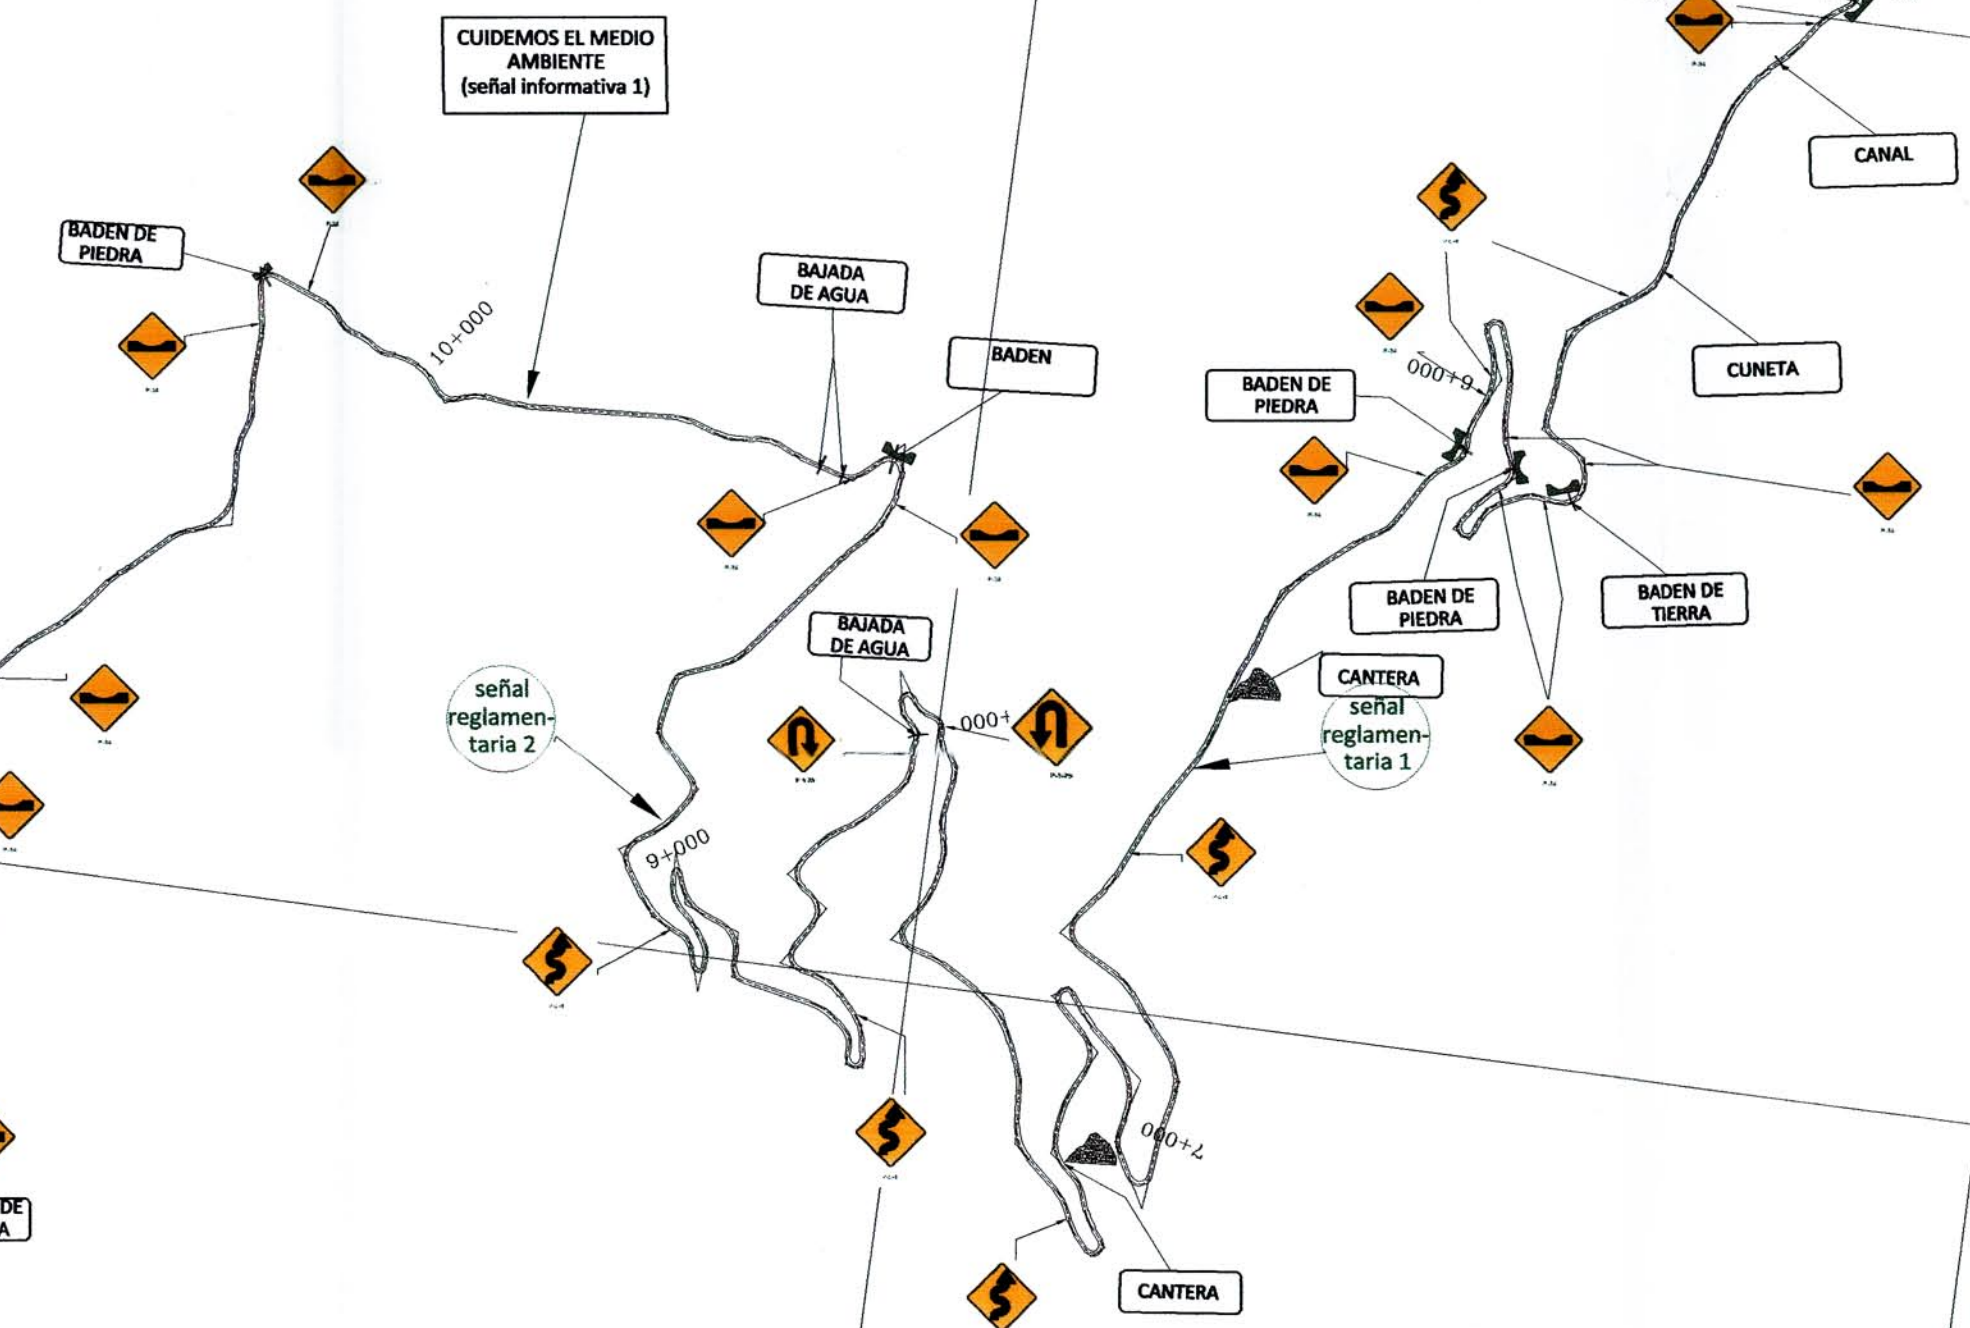 CUIDEMOS EL MEDIO
AMBIENTE
(señal informativa 1)
CANAL
BADEN DE
PIEDRA
BAJADA
DE AGUA
10+000
BADEN
CUNETA
6+000
BADEN DE
PIEDRA
BADEN DE
PIEDRA
BADEN DE
TIERRA
BAJADA
DE AGUA
CANTERA
señal
reglamen-
taria 2
señal
reglamen-
taria 1
000+
9+000
7+000
DE
A
CANTERA